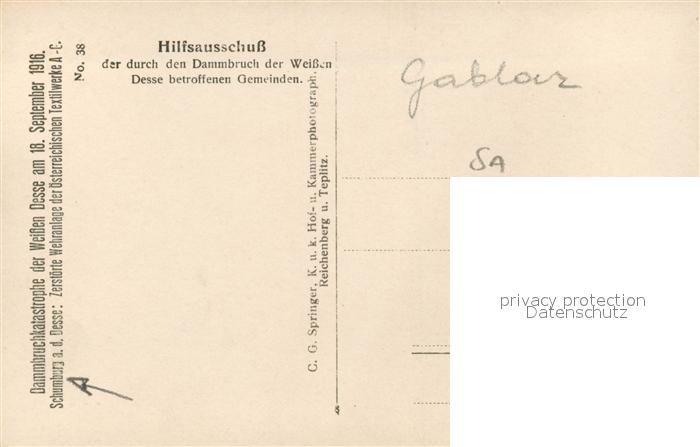 Dammbruchkatastrophe der Weißen Desse am 18. September 1916.
Schumburg a. d. Desse: Zerstörte Wehranlage der Österreichischen Textilwerke A.-G.
No. 38
Hilfsausschuß
der durch den Dammbruch der Weißen
Desse betroffenen Gemeinden.
C. G. Springer, K. u. k. Hof- u. Kammerphotograph.
Reichenberg u. Teplitz.
Gablonz
SA
privacy protection
Datenschutz